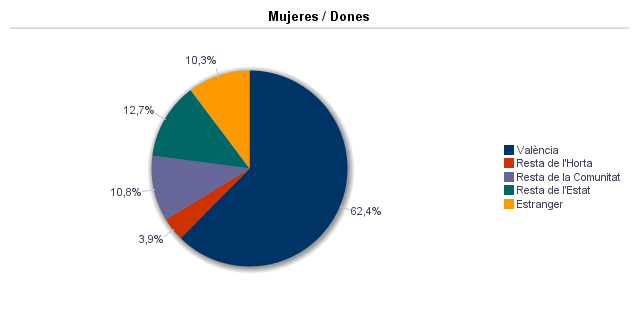 Mujeres / Dones
10,3%
12,7%
10,8%
3,9%
62,4%
València
Resta de l'Horta
Resta de la Comunitat
Resta de l'Estat
Estranger